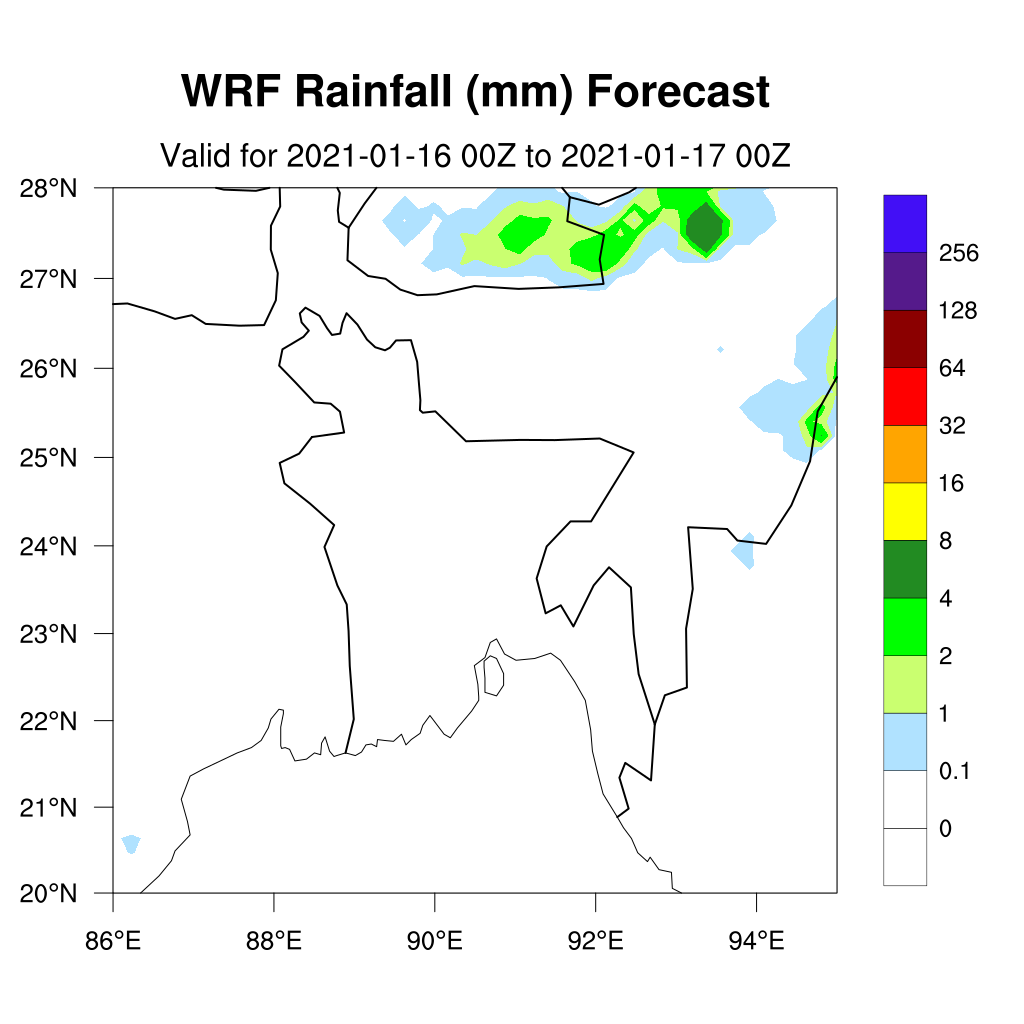 WRF Rainfall (mm) Forecast
Valid for 2021-01-16 00Z to 2021-01-17 00Z
28°N
27°N
26°N
25°N
24°N
23°N
22°N
21°N
20°N
86°E 88°E 90°E 92°E 94°E
256
128
64
32
16
8
4
2
1
0.1
0